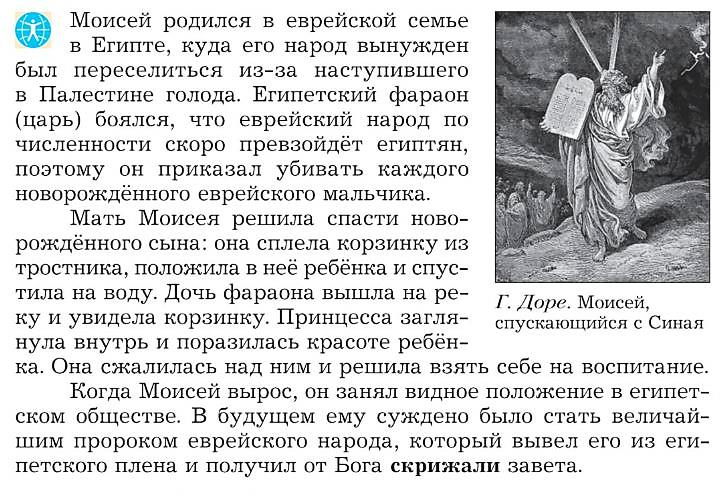 Моисей родился в еврейской семье
в Египте, куда его народ вынужден
был переселиться из-за наступившего
в Палестине голода. Египетский фараон
(царь) боялся, что еврейский народ по
численности скоро превзойдёт египтян,
поэтому он приказал убивать каждого
новорождённого еврейского мальчика.
Мать Моисея решила спасти ново-
рождённого сына: она сплела корзинку из
тростника, положила в неё ребёнка и спус-
тила на воду. Дочь фараона вышла на ре-
ку и увидела корзинку. Принцесса загля-
нула внутрь и поразилась красоте ребён-
ка. Она сжалилась над ним и решила взять себе на воспитание.
Когда Моисей вырос, он занял видное положение в египет-
ском обществе. В будущем ему суждено было стать величай-
шим пророком еврейского народа, который вывел его из еги-
петского плена и получил от Бога скрижали завета.
Г. Доре. Моисей,
спускающийся с Синая